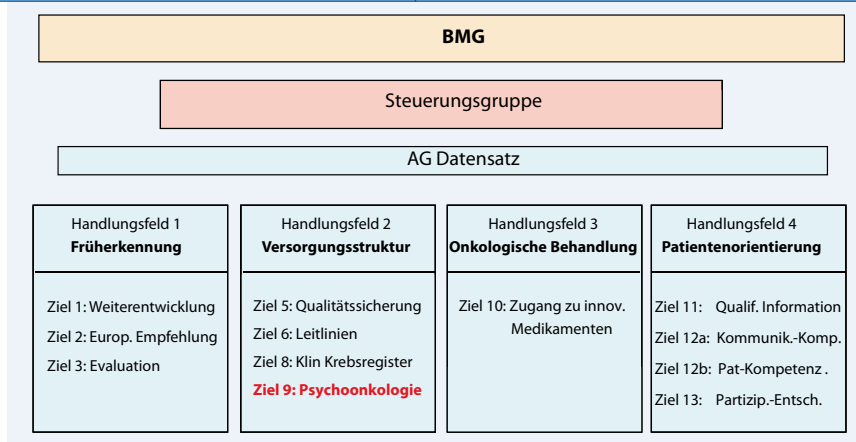 BMG
Steuerungsgruppe
AG Datensatz
Handlungsfeld 1
Früherkennung
Ziel 1: Weiterentwicklung
Ziel 2: Europ. Empfehlung
Ziel 3: Evaluation
Handlungsfeld 2
Versorgungsstruktur
Ziel 5: Qualitätssicherung
Ziel 6: Leitlinien
Ziel 8: Klin Krebsregister
Ziel 9: Psychoonkologie
Handlungsfeld 3
Onkologische Behandlung
Ziel 10: Zugang zu innov.
Medikamenten
Handlungsfeld 4
Patientenorientierung
Ziel 11: Qualif. Information
Ziel 12a: Kommunik.-Komp.
Ziel 12b: Pat-Kompetenz .
Ziel 13: Partizip.-Entsch.